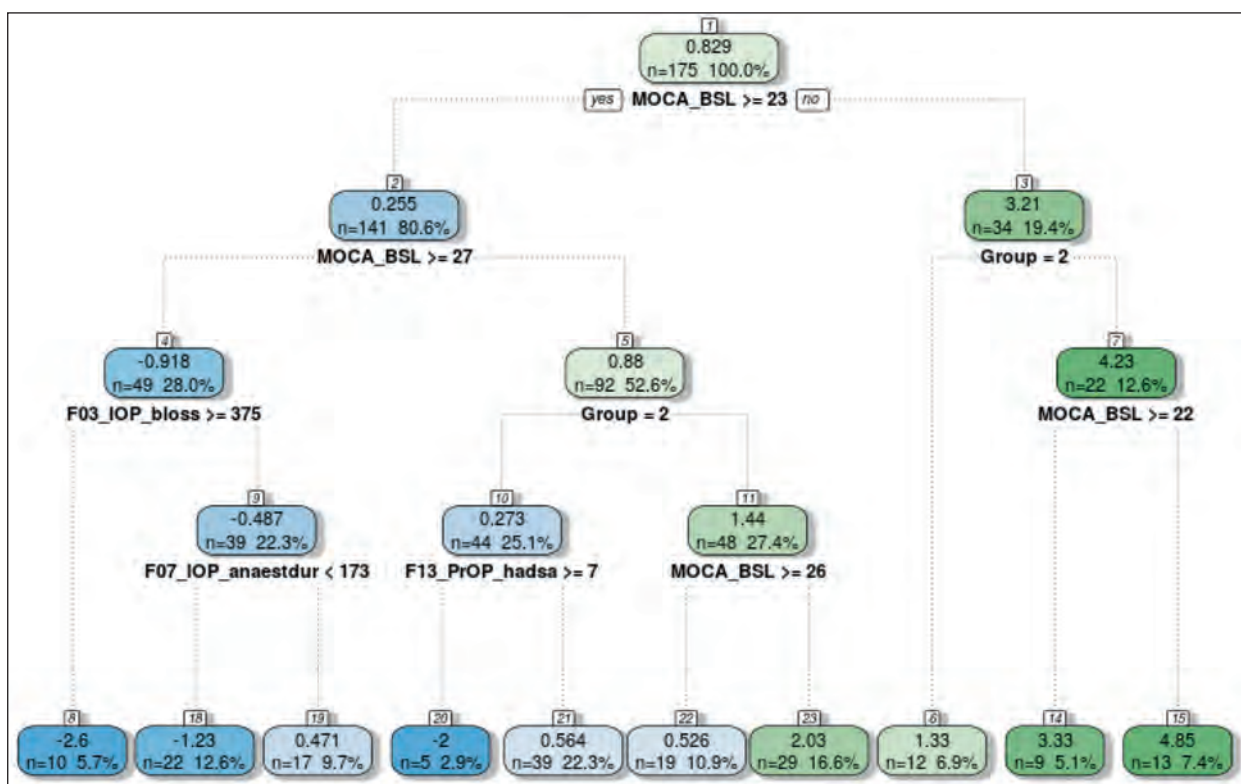 1
0.829
n=175 100.0%
yes MOCA_BSL >= 23 no
2
3
0.255
3.21
n=141 80.6%
n=34 19.4%
MOCA_BSL >= 27
Group = 2
4
5
7
-0.918
0.88
4.23
n=49 28.0%
n=92 52.6%
n=22 12.6%
F03_IOP_bloss >= 375
Group = 2
MOCA_BSL >= 22
9
10
11
-0.487
0.273
1.44
n=39 22.3%
n=44 25.1%
n=48 27.4%
F07_IOP_anaestdur < 173
F13_PrOP_hadsa >= 7
MOCA_BSL >= 26
8
18
19
20
21
22
23
6
14
15
-2.6
-1.23
0.471
-2
0.564
0.526
2.03
1.33
3.33
4.85
n=10 5.7%
n=22 12.6%
n=17 9.7%
n=5 2.9%
n=39 22.3%
n=19 10.9%
n=29 16.6%
n=12 6.9%
n=9 5.1%
n=13 7.4%